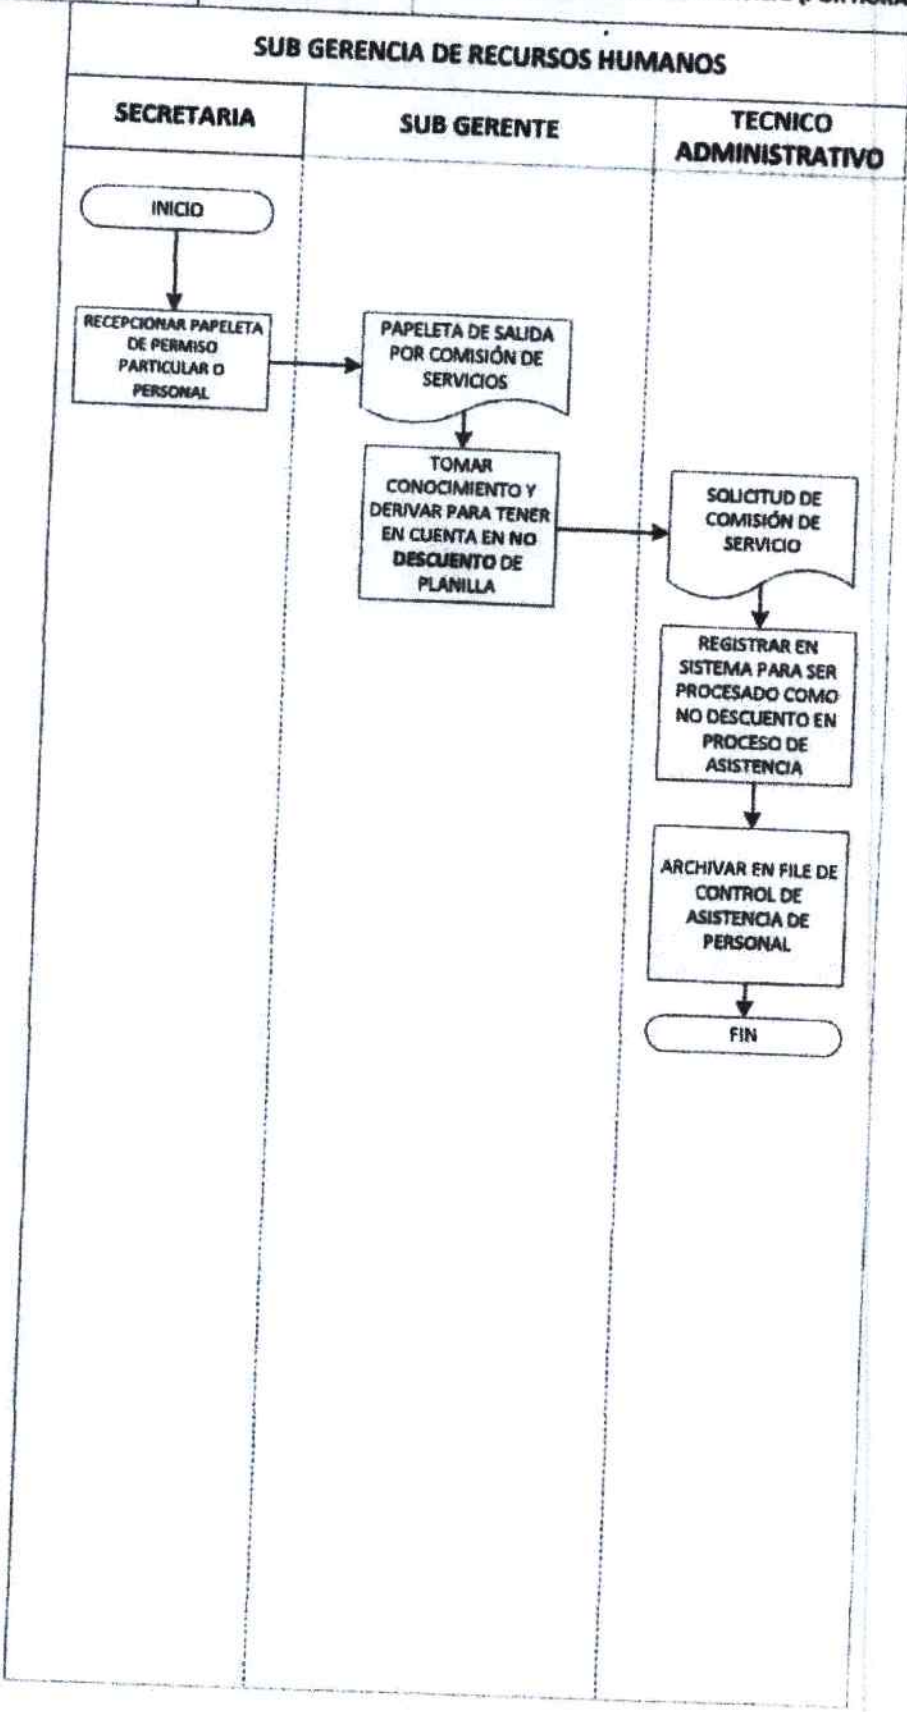 SUB GERENCIA DE RECURSOS HUMANOS
SECRETARIA
SUB GERENTE
TECNICO
ADMINISTRATIVO
INICIO
RECEPCIONAR PAPELETA
DE PERMISO
PARTICULAR O
PERSONAL
PAPELETA DE SALIDA
POR COMISIÓN DE
SERVICIOS
TOMAR
CONOCIMIENTO Y
DERIVAR PARA TENER
EN CUENTA EN NO
DESCUENTO DE
PLANILLA
SOLICITUD DE
COMISIÓN DE
SERVICIO
REGISTRAR EN
SISTEMA PARA SER
PROCESADO COMO
NO DESCUENTO EN
PROCESO DE
ASISTENCIA
ARCHIVAR EN FILE DE
CONTROL DE
ASISTENCIA DE
PERSONAL
FIN